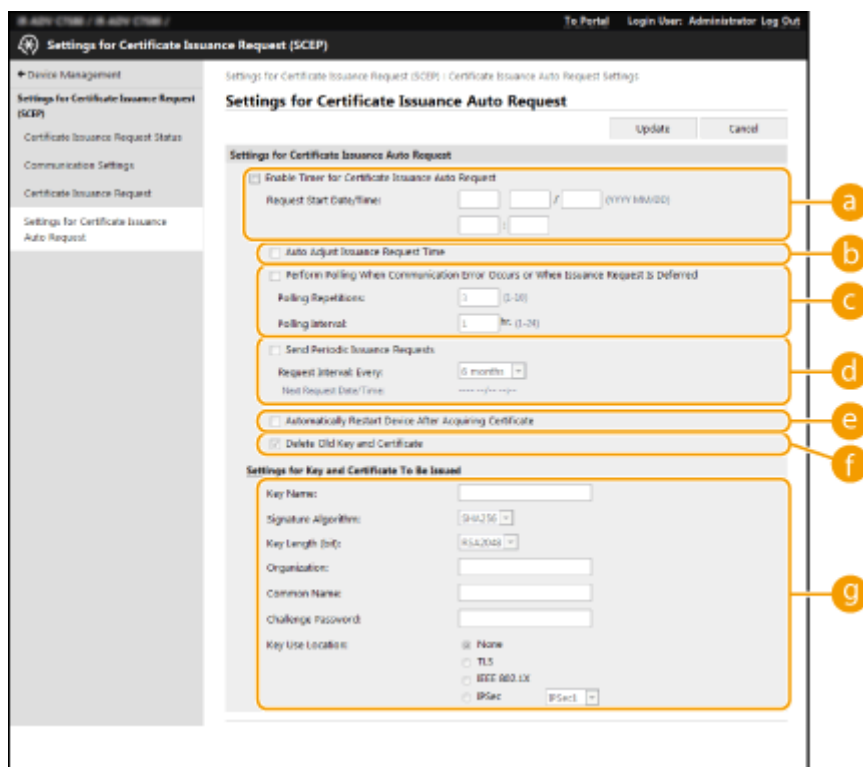 To Portal Login User: Administrator Log Out
Settings for Certificate Issuance Request (SCEP)
Device Management
Settings for Certificate Issuance Request (SCEP)
Certificate Issuance Request Status
Communication Settings
Certificate Issuance Request
Settings for Certificate Issuance Auto Request
Settings for Certificate Issuance Request (SCEP) : Certificate Issuance Auto Request Settings
Settings for Certificate Issuance Auto Request
Update Cancel
Settings for Certificate Issuance Auto Request
Enable Timer for Certificate Issuance Auto Request
Request Start Date/Time: / (YYYY MM/DD)
:
a
Auto Adjust Issuance Request Time
b
Perform Polling When Communication Error Occurs or When Issuance Request Is Deferred
Polling Repetitions: (1-10)
Polling Interval: 1 hr. (1-24)
c
Send Periodic Issuance Requests
Request Interval: Every: 6 months
Next Request Date/Time: ---- --/-- --:--
d
Automatically Restart Device After Acquiring Certificate
e
Delete Old Key and Certificate
f
Settings for Key and Certificate To Be Issued
Key Name:
Signature Algorithm: SHA256
Key Length (bit): RSA2048
Organization:
Common Name:
Challenge Password:
Key Use Location: None
TLS
IEEE 802.1X
IPSec IPSec1
g